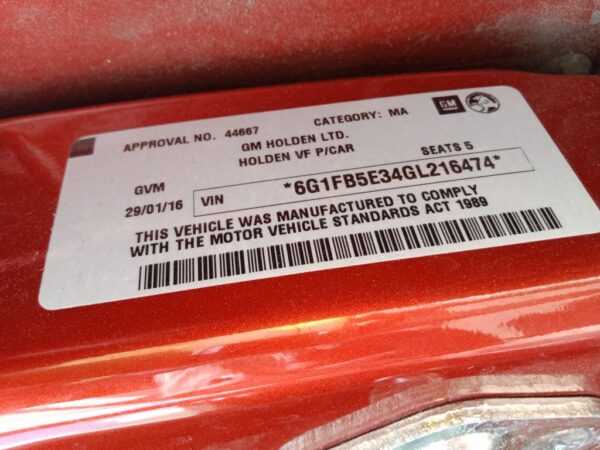 APPROVAL NO. 44667 CATEGORY: MA GM
GM HOLDEN LTD.
HOLDEN VF P/CAR SEATS 5
GVM
29/01/16 VIN *6G1FB5E34GL216474*
THIS VEHICLE WAS MANUFACTURED TO COMPLY
WITH THE MOTOR VEHICLE STANDARDS ACT 1989